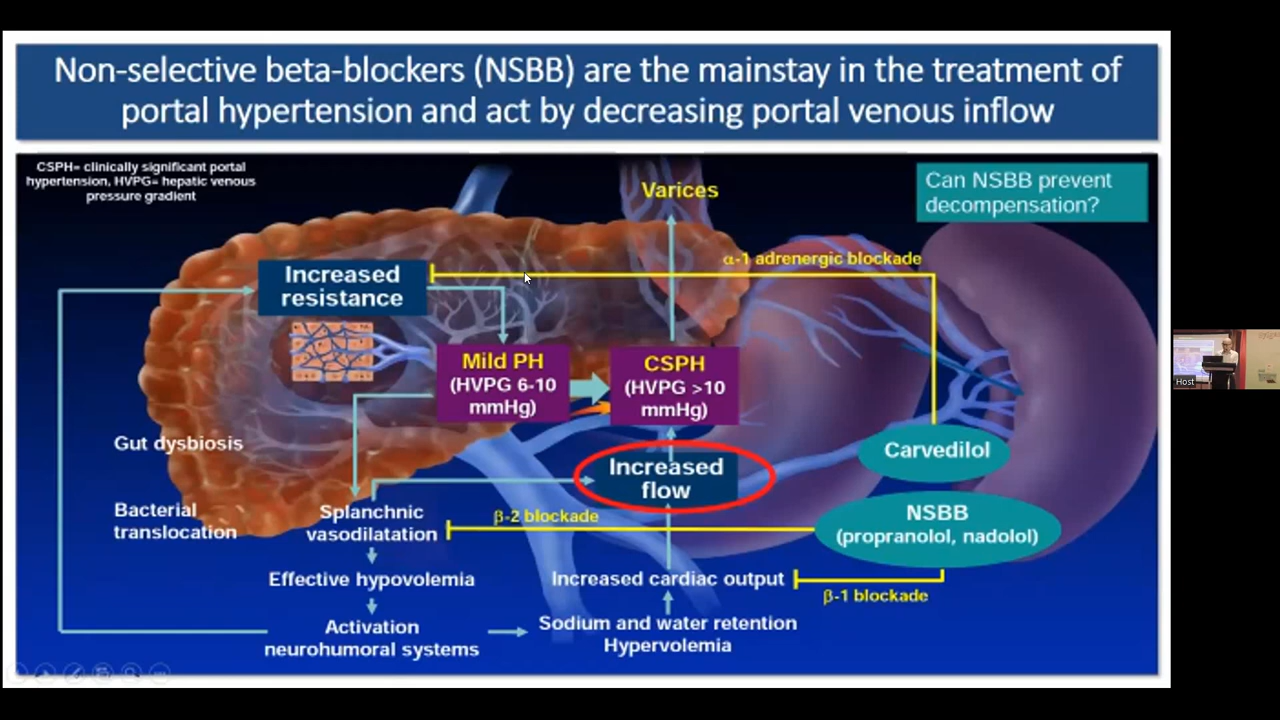 Non-selective beta-blockers (NSBB) are the mainstay in the treatment of
portal hypertension and act by decreasing portal venous inflow
CSPH= clinically significant portal
hypertension, HVPG= hepatic venous
pressure gradient
Varices
Can NSBB prevent
decompensation?
α-1 adrenergic blockade
Increased
resistance
Mild PH
(HVPG 6-10
mmHg)
CSPH
(HVPG >10
mmHg)
Gut dysbiosis
Carvedilol
Increased
flow
Bacterial
translocation
Splanchnic
vasodilatation
β-2 blockade
NSBB
(propranolol, nadolol)
Effective hypovolemia
Increased cardiac output
β-1 blockade
Activation
neurohumoral systems
Sodium and water retention
Hypervolemia
Host